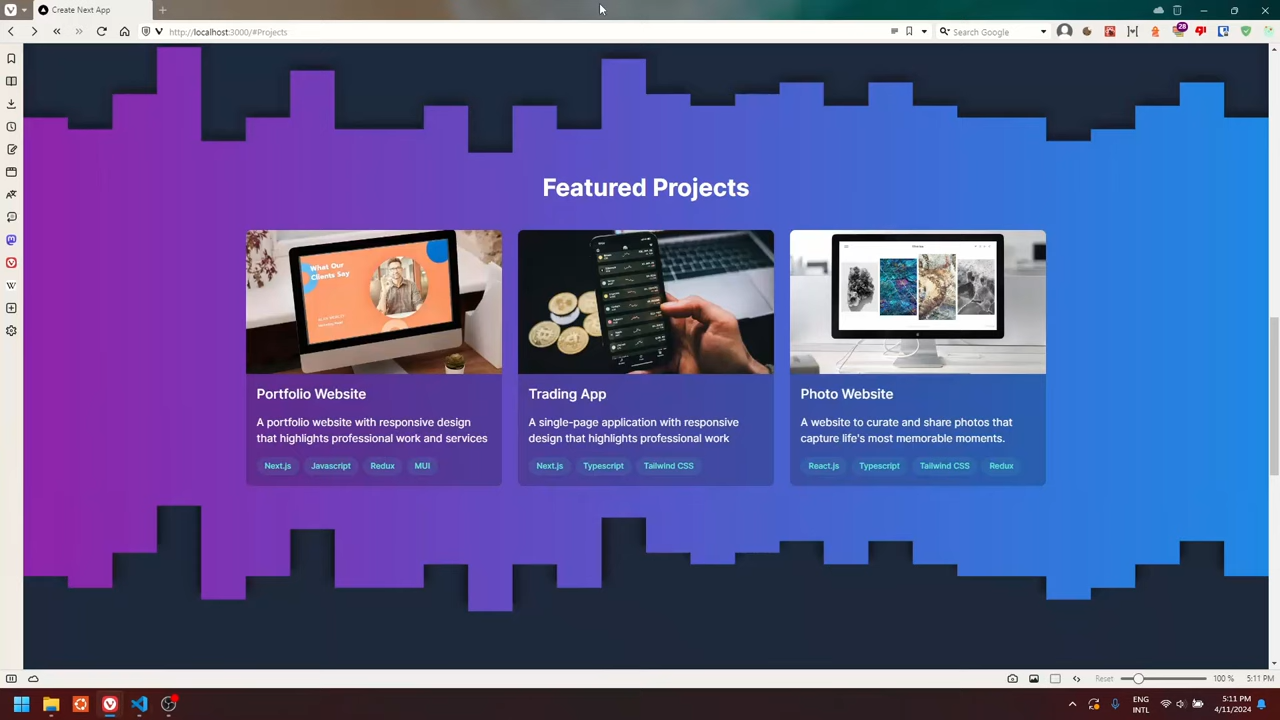 Create Next App
http://localhost:3000/#Projects
Search Google
28
Featured Projects
What Our
Clients Say
Portfolio Website
A portfolio website with responsive design
that highlights professional work and services
Next.js Javascript Redux MUI
Trading App
A single-page application with responsive
design that highlights professional work
Next.js Typescript Tailwind CSS
Photo Website
A website to curate and share photos that
capture life's most memorable moments.
React.js Typescript Tailwind CSS Redux
Reset 100 % 5:11 PM
ENG
INTL
5:11 PM
4/11/2024